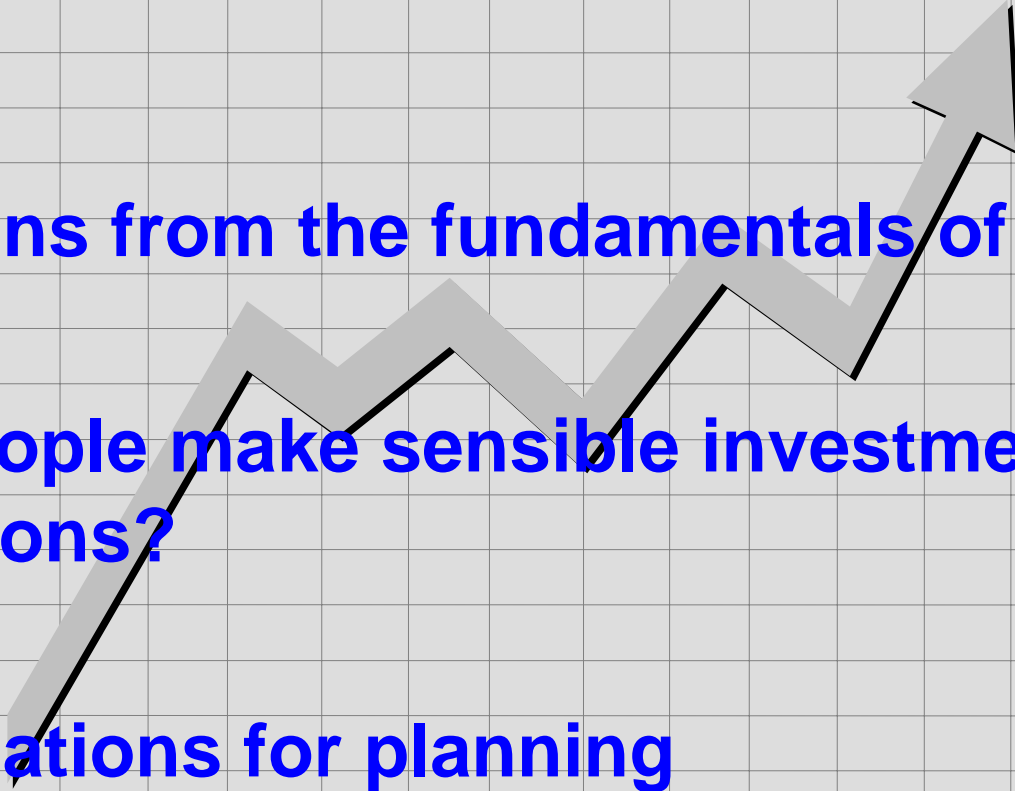 ns from the fundamentals of
ople make sensible investme
ons?
ations for planning